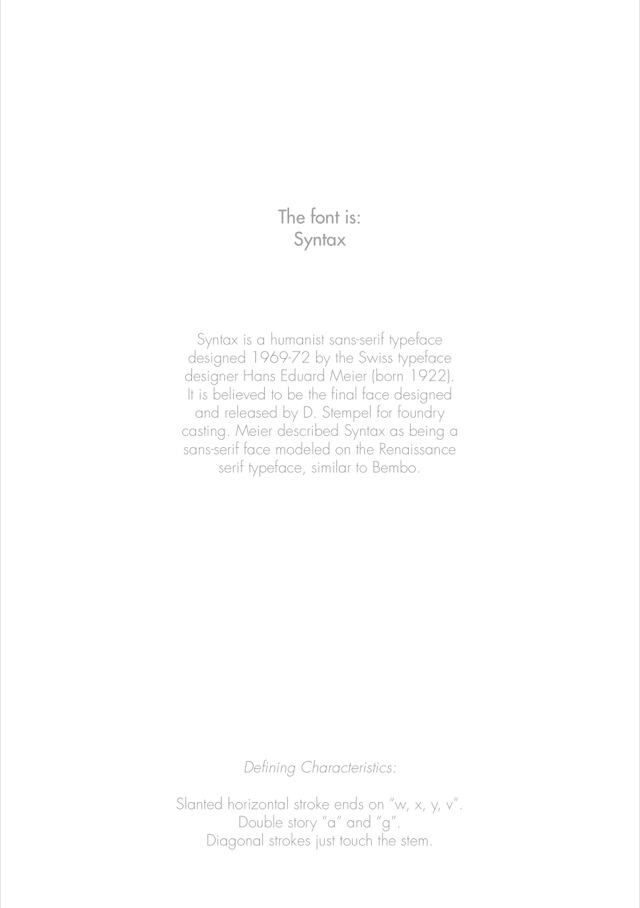 The font is:
Syntax
Syntax is a humanist sans-serif typeface
designed 1969-72 by the Swiss typeface
designer Hans Eduard Meier (born 1922).
It is believed to be the final face designed
and released by D. Stempel for foundry
casting. Meier described Syntax as being a
sans-serif face modeled on the Renaissance
serif typeface, similar to Bembo.
Defining Characteristics:
Slanted horizontal stroke ends on “w, x, y, v”.
Double story “a” and “g”.
Diagonal strokes just touch the stem.